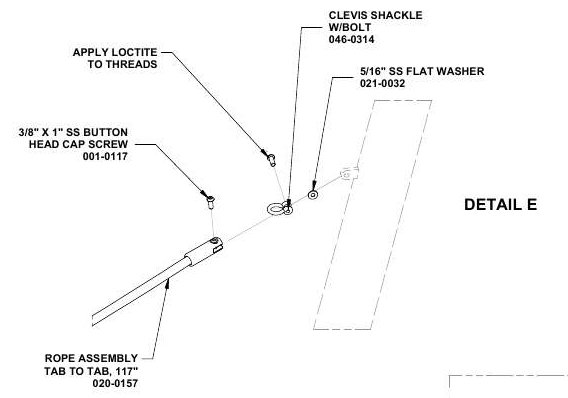 CLEVIS SHACKLE
W/BOLT
046-0314
APPLY LOCTITE
TO THREADS
5/16" SS FLAT WASHER
021-0032
3/8" X 1" SS BUTTON
HEAD CAP SCREW
001-0117
DETAIL E
ROPE ASSEMBLY
TAB TO TAB, 117"
020-0157